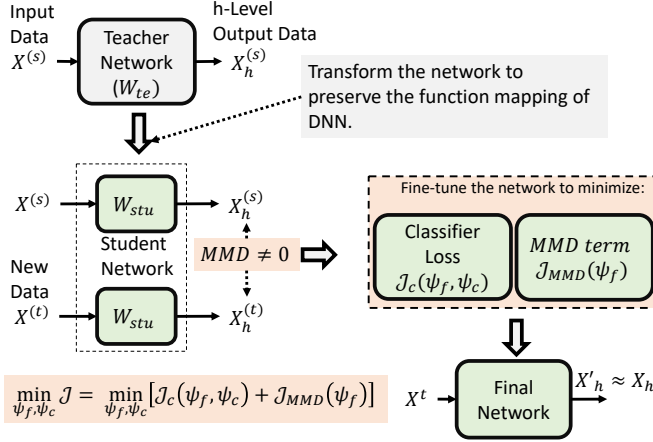 Input
Data
X^{(s)}
Teacher
Network
(W_{te})
h-Level
Output Data
X_h^{(s)}
Transform the network to
preserve the function mapping of
DNN.
X^{(s)}
W_{stu}
X_h^{(s)}
Student
Network
MMD ≠ 0
New
Data
X^{(t)}
W_{stu}
X_h^{(t)}
Fine-tune the network to minimize:
Classifier
Loss
𝒥_c(ψ_f, ψ_c)
MMD term
𝒥_{MMD}(ψ_f)
min_{ψ_f,ψ_c} 𝒥 = min_{ψ_f,ψ_c} [𝒥_c(ψ_f, ψ_c) + 𝒥_{MMD}(ψ_f)]
X^t
Final
Network
X'_h ≈ X_h